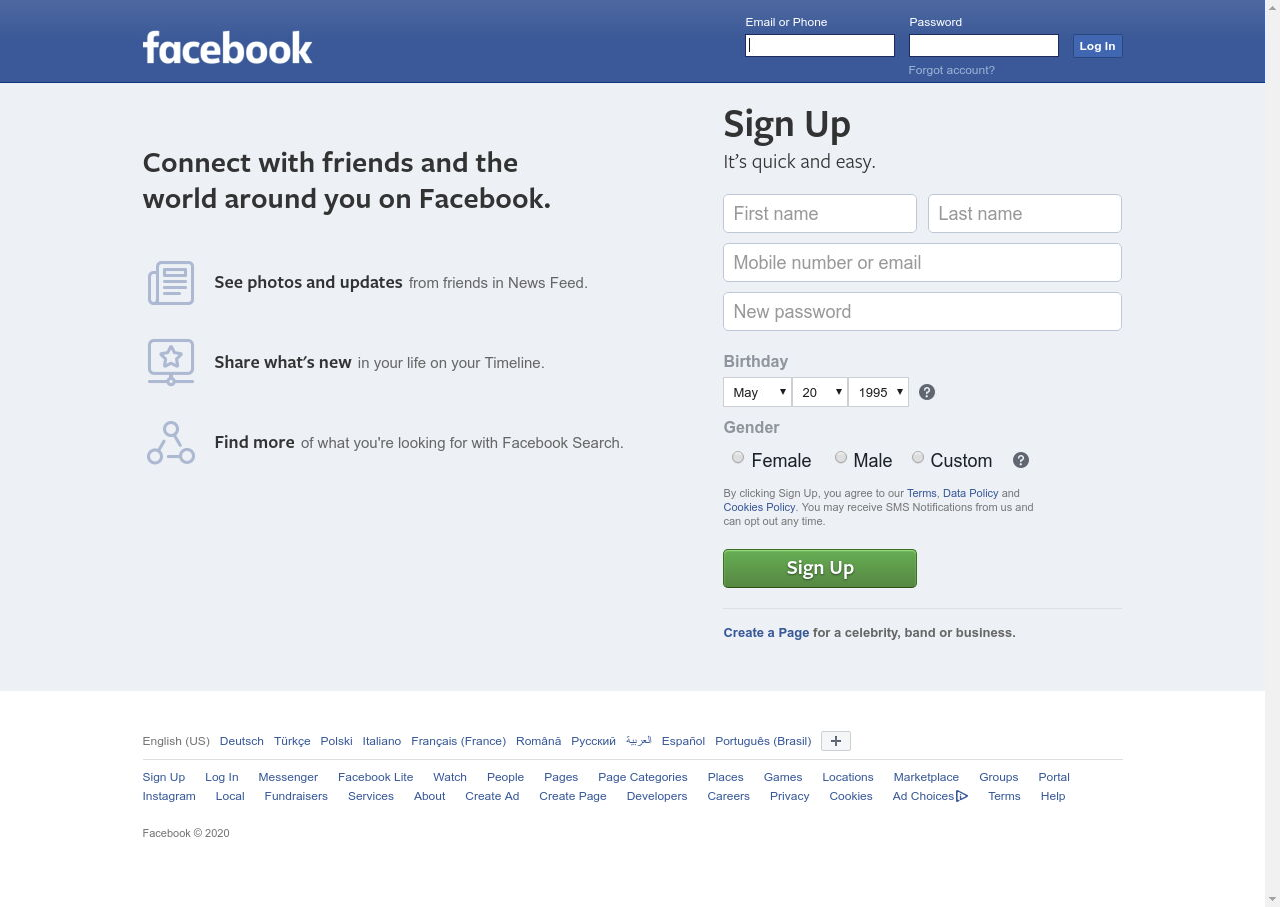 facebook
Email or Phone
Password
Log In
Forgot account?
Connect with friends and the
world around you on Facebook.
See photos and updates from friends in News Feed.
Share what's new in your life on your Timeline.
Find more of what you're looking for with Facebook Search.
Sign Up
It's quick and easy.
First name Last name
Mobile number or email
New password
Birthday
May 20 1995 ?
Gender
Female Male Custom ?
By clicking Sign Up, you agree to our Terms, Data Policy and
Cookies Policy. You may receive SMS Notifications from us and
can opt out any time.
Sign Up
Create a Page for a celebrity, band or business.
English (US) Deutsch Türkçe Polski Italiano Français (France) Română Русский العربية Español Português (Brasil) +
Sign Up Log In Messenger Facebook Lite Watch People Pages Page Categories Places Games Locations Marketplace Groups Portal
Instagram Local Fundraisers Services About Create Ad Create Page Developers Careers Privacy Cookies Ad Choices Terms Help
Facebook © 2020